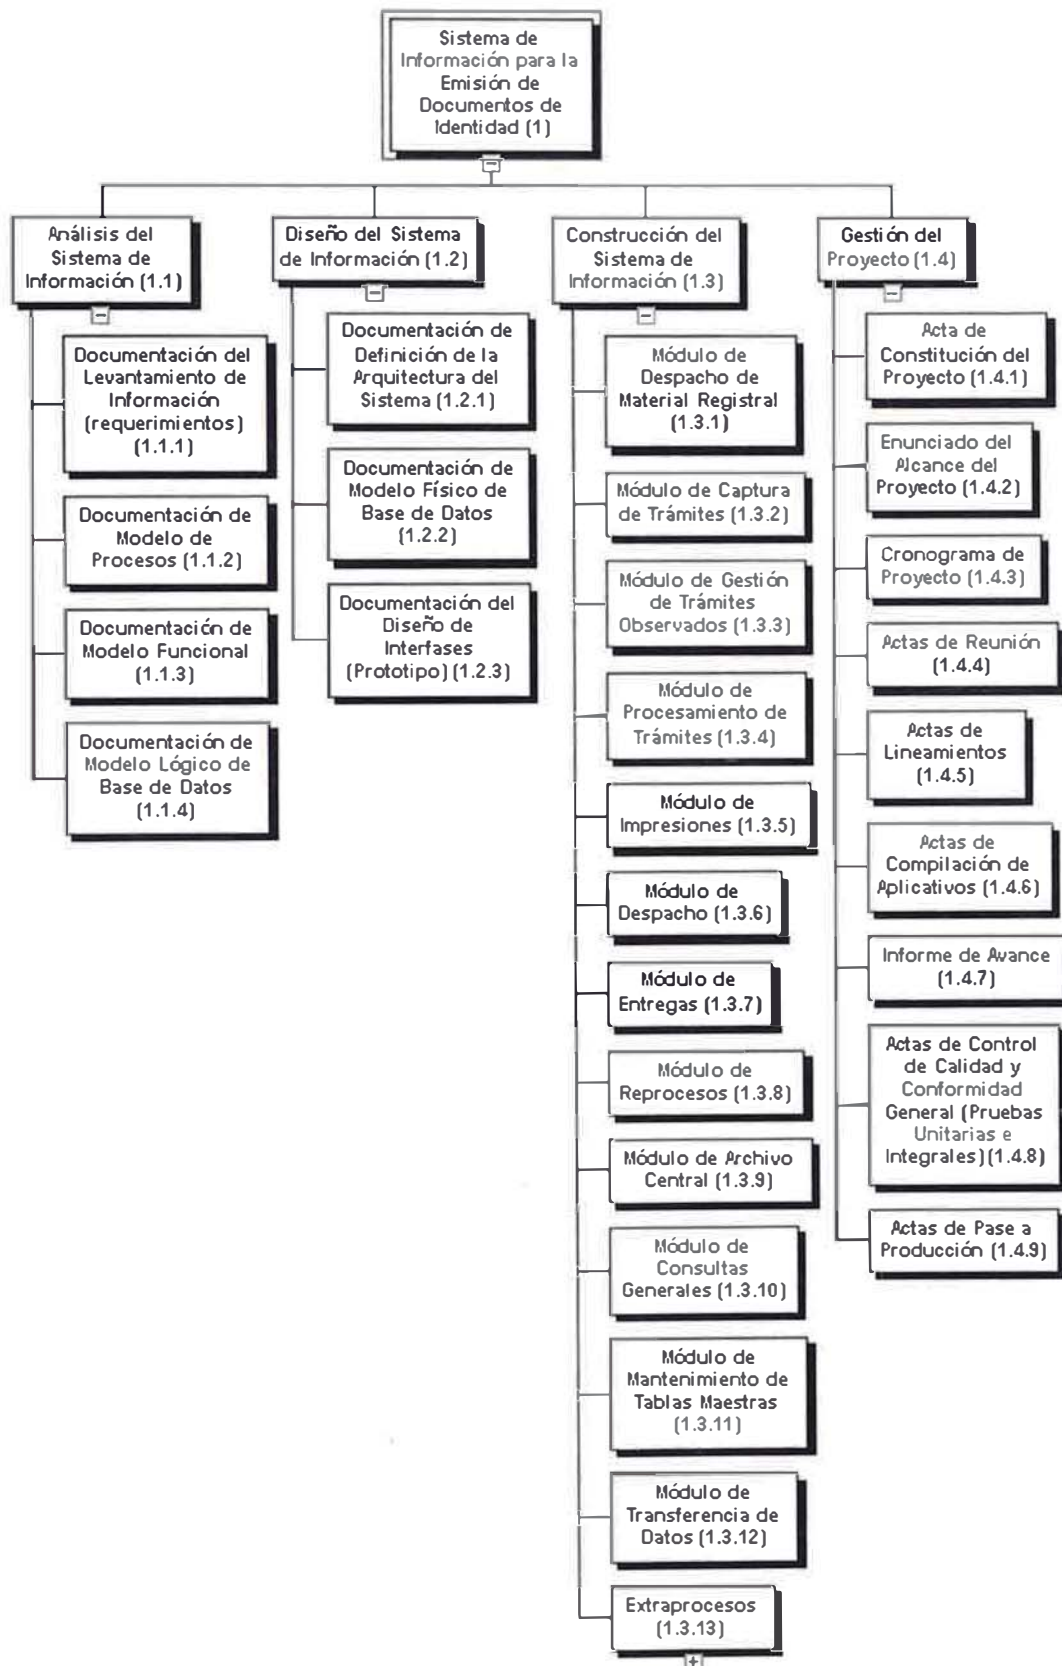 Sistema de
Información para la
Emisión de
Documentos de
Identidad (1)
Análisis del
Sistema de
Información (1.1)
Documentación del
Levantamiento de
Información
(requerimientos)
(1.1.1)
Documentación de
Modelo de
Procesos (1.1.2)
Documentación de
Modelo Funcional
(1.1.3)
Documentación de
Modelo Lógico de
Base de Datos
(1.1.4)
Diseño del Sistema
de Información (1.2)
Documentación de
Definición de la
Arquitectura del
Sistema (1.2.1)
Documentación de
Modelo Físico de
Base de Datos
(1.2.2)
Documentación del
Diseño de
Interfases
(Prototipo) (1.2.3)
Construcción del
Sistema de
Información (1.3)
Módulo de
Despacho de
Material Registral
(1.3.1)
Módulo de Captura
de Trámites (1.3.2)
Módulo de Gestión
de Trámites
Observados (1.3.3)
Módulo de
Procesamiento de
Trámites (1.3.4)
Módulo de
Impresiones (1.3.5)
Módulo de
Despacho (1.3.6)
Módulo de
Entregas (1.3.7)
Módulo de
Reprocesos (1.3.8)
Módulo de Archivo
Central (1.3.9)
Módulo de
Consultas
Generales (1.3.10)
Módulo de
Mantenimiento de
Tablas Maestras
(1.3.11)
Módulo de
Transferencia de
Datos (1.3.12)
Extraprocesos
(1.3.13)
Gestión del
Proyecto (1.4)
Acta de
Constitución del
Proyecto (1.4.1)
Enunciado del
Alcance del
Proyecto (1.4.2)
Cronograma de
Proyecto (1.4.3)
Actas de Reunión
(1.4.4)
Actas de
Lineamientos
(1.4.5)
Actas de
Compilación de
Aplicativos (1.4.6)
Informe de Avance
(1.4.7)
Actas de Control
de Calidad y
Conformidad
General (Pruebas
Unitarias e
Integrales) (1.4.8)
Actas de Pase a
Producción (1.4.9)